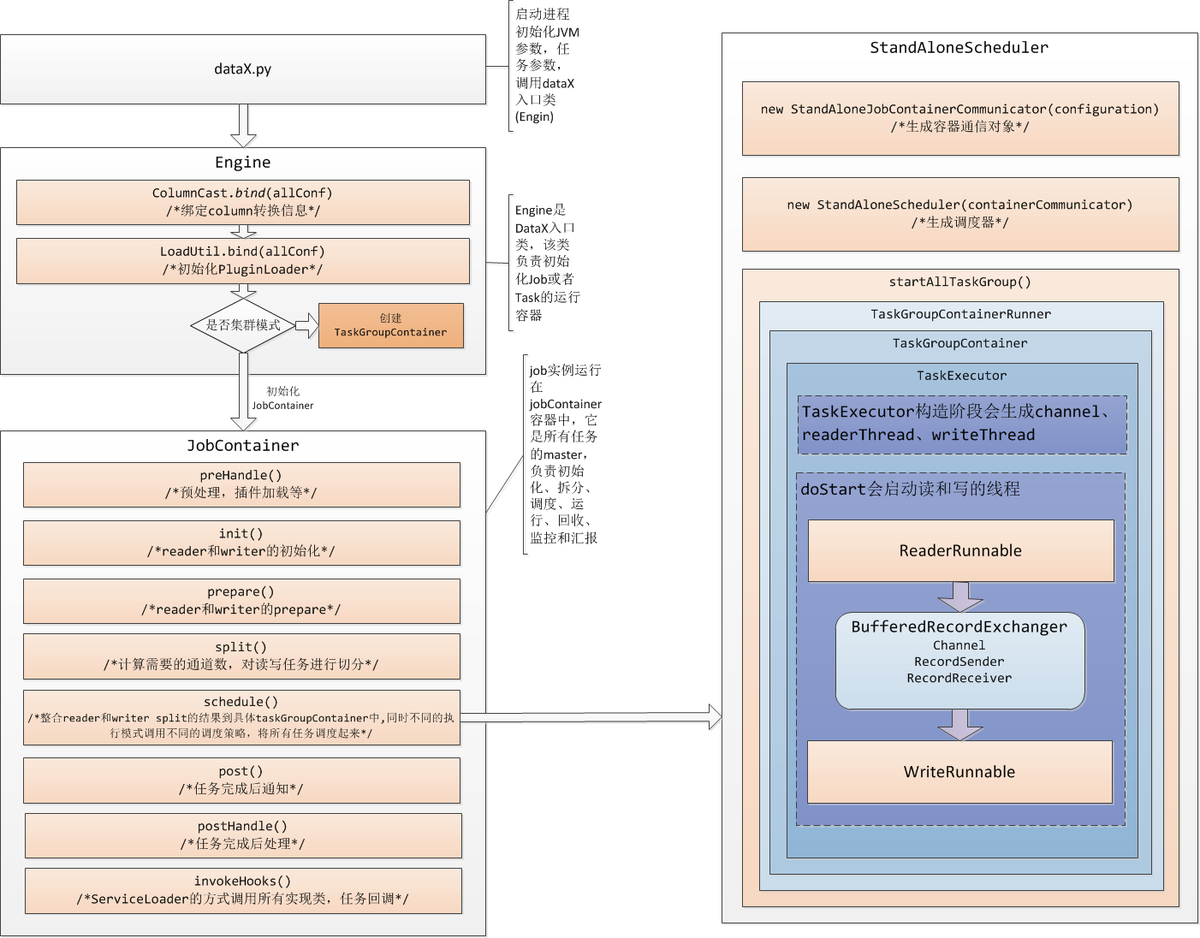 dataX.py
启动进程
初始化JVM
参数，任
务参数，
调用dataX
入口类
(Engin)
Engine
ColumnCast.bind(allConf)
/*绑定column转换信息*/
LoadUtil.bind(allConf)
/*初始化PluginLoader*/
是否集群模式
创建
TaskGroupContainer
Engine是
DataX入口
类，该类
负责初始
化Job或者
Task的运行
容器
初始化
JobContainer
job实例运行
在
jobContainer
容器中，它
是所有任务
的master，
负责初始
化、拆分、
调度、运
行、回收、
监控和汇报
JobContainer
preHandle()
/*预处理，插件加载等*/
init()
/*reader和writer的初始化*/
prepare()
/*reader和writer的prepare*/
split()
/*计算需要的通道数，对读写任务进行切分*/
schedule()
/*整合reader和writer split的结果到具体taskGroupContainer中,同时不同的执
行模式调用不同的调度策略，将所有任务调度起来*/
post()
/*任务完成后通知*/
postHandle()
/*任务完成后处理*/
invokeHooks()
/*ServiceLoader的方式调用所有实现类，任务回调*/
StandAloneScheduler
new StandAloneJobContainerCommunicator(configuration)
/*生成容器通信对象*/
new StandAloneScheduler(containerCommunicator)
/*生成调度器*/
startAllTaskGroup()
TaskGroupContainerRunner
TaskGroupContainer
TaskExecutor
TaskExecutor构造阶段会生成channel、
readerThread、writeThread
doStart会启动读和写的线程
ReaderRunnable
BufferedRecordExchanger
Channel
RecordSender
RecordReceiver
WriteRunnable